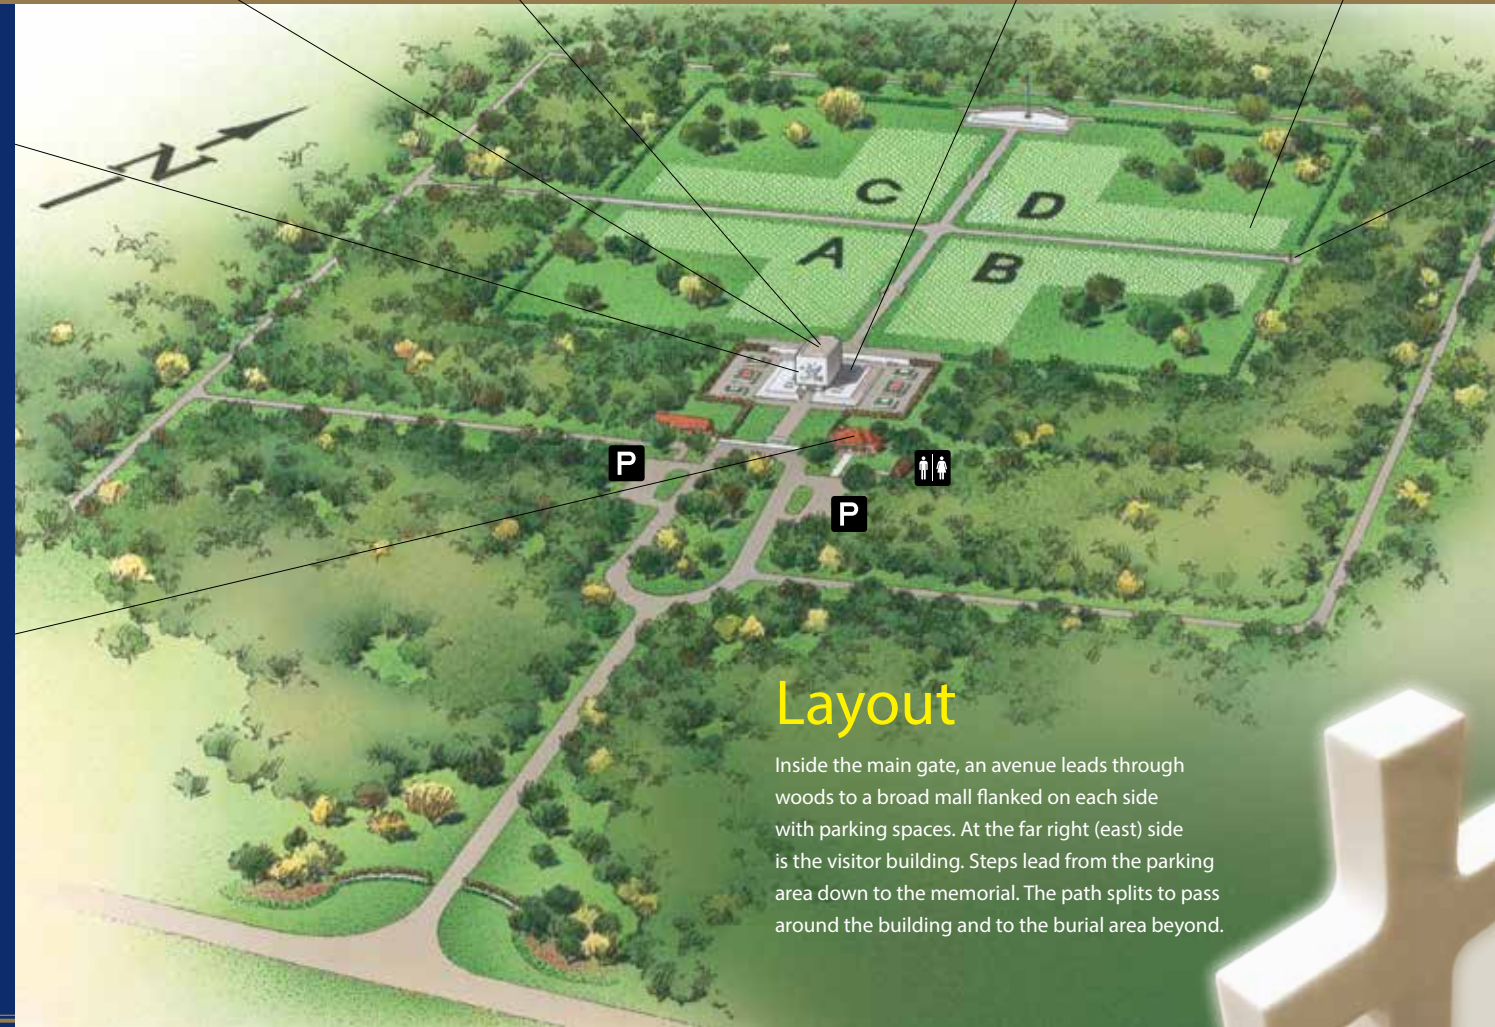 N
C
D
A
B
P
P
Layout
Inside the main gate, an avenue leads through
woods to a broad mall flanked on each side
with parking spaces. At the far right (east) side
is the visitor building. Steps lead from the parking
area down to the memorial. The path splits to pass
around the building and to the burial area beyond.